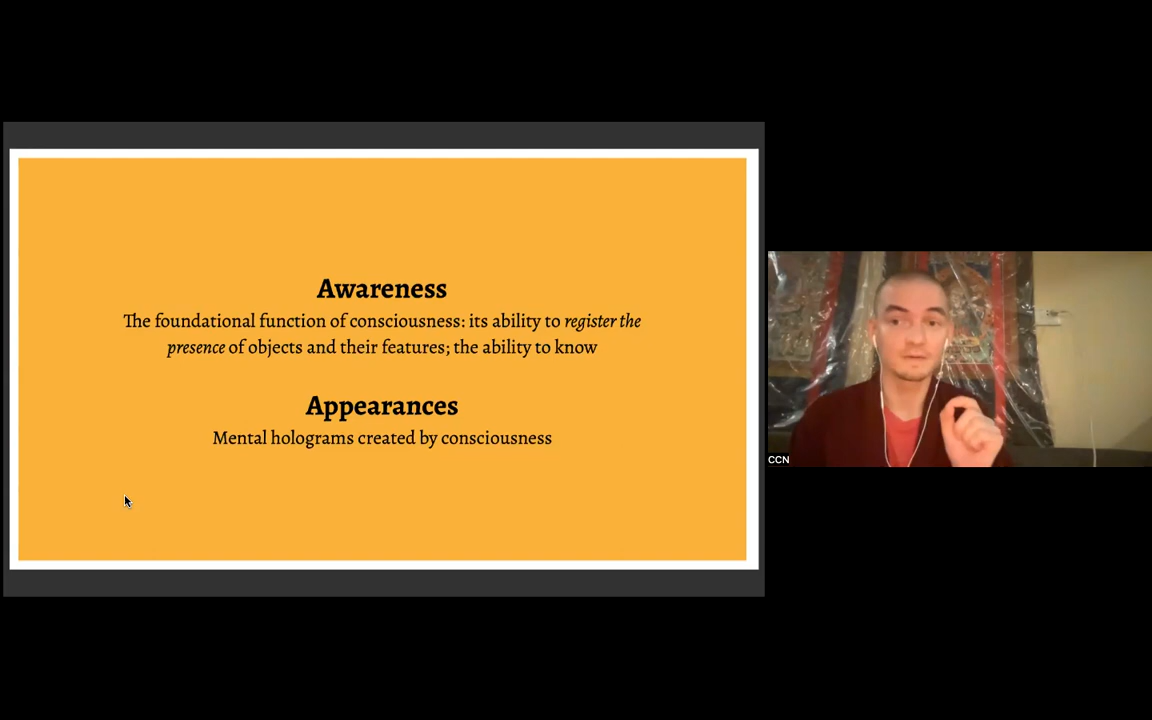 Awareness
The foundational function of consciousness: its ability to register the
presence of objects and their features; the ability to know
Appearances
Mental holograms created by consciousness
CCN